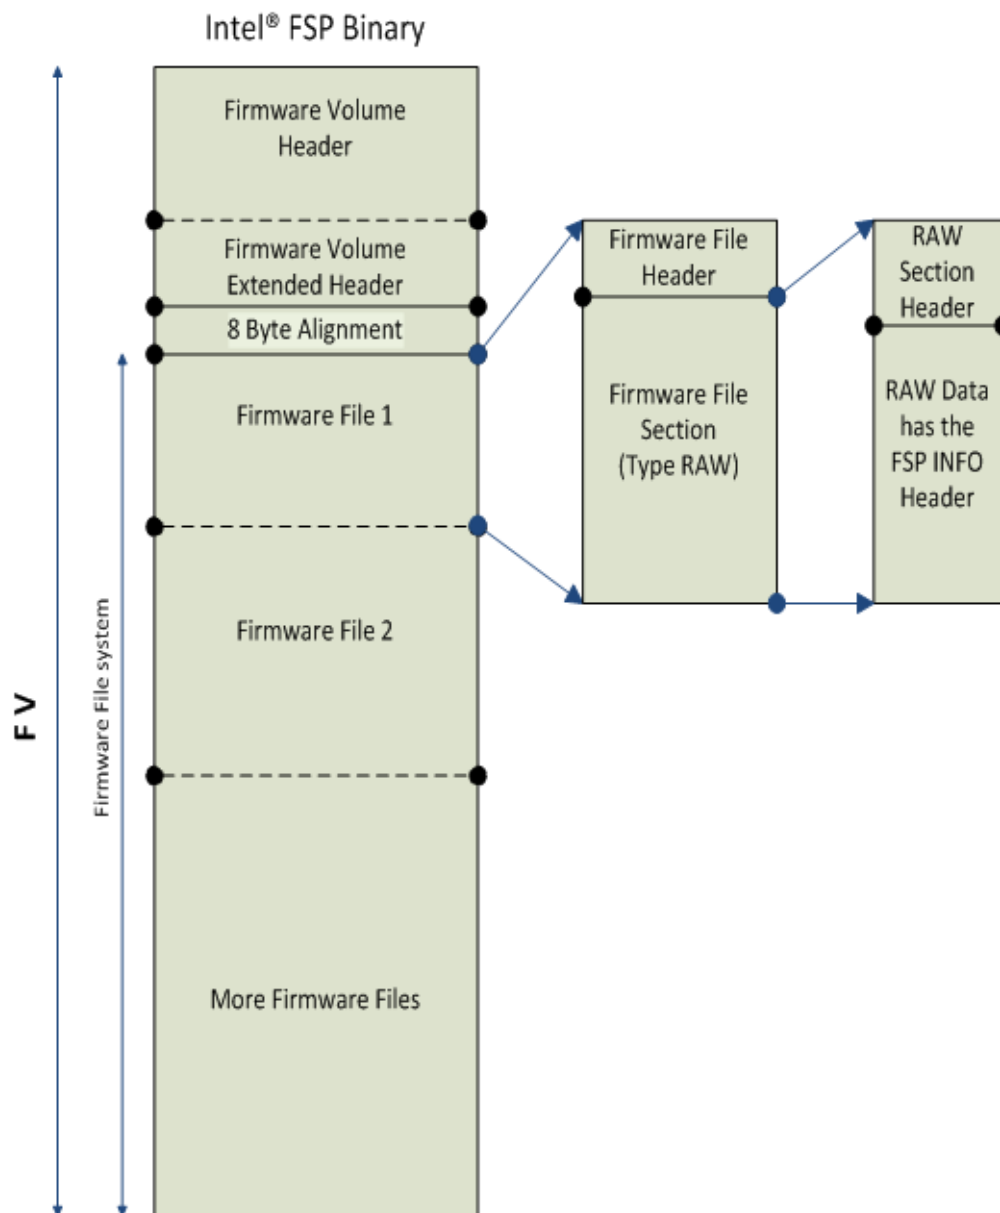 Intel® FSP Binary
Firmware Volume
Header
Firmware Volume
Extended Header
8 Byte Alignment
Firmware File 1
Firmware File 2
More Firmware Files
F V
Firmware File system
Firmware File
Header
Firmware File
Section
(Type RAW)
RAW
Section
Header
RAW Data
has the
FSP INFO
Header